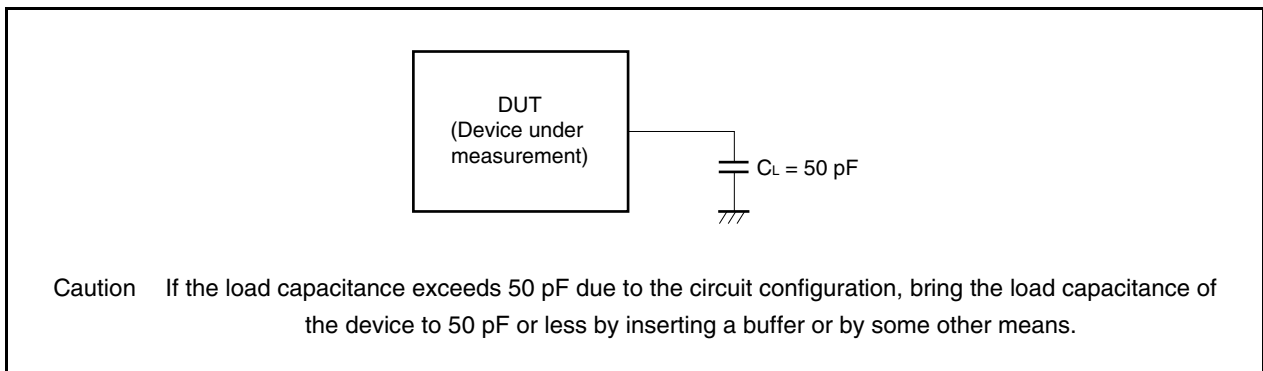 DUT
(Device under
measurement)
CL = 50 pF
Caution If the load capacitance exceeds 50 pF due to the circuit configuration, bring the load capacitance of
the device to 50 pF or less by inserting a buffer or by some other means.